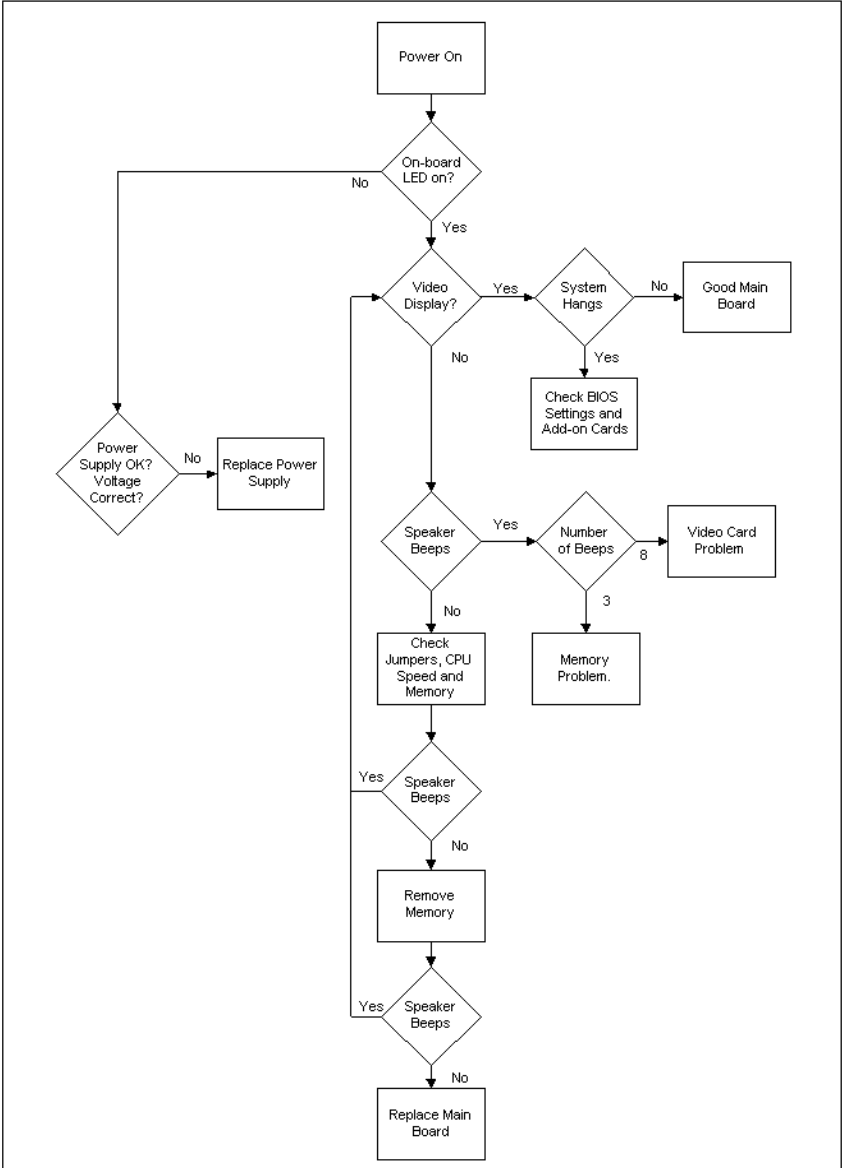 Power On
On-board
LED on?
No
Yes
Video
Display?
Yes
System
Hangs
No
Good Main
Board
No
Yes
Check BIOS
Settings and
Add-on Cards
Power
Supply OK?
Voltage
Correct?
No
Replace Power
Supply
Speaker
Beeps
Yes
Number
of Beeps
8
Video Card
Problem
No
3
Check
Jumpers, CPU
Speed and
Memory
Memory
Problem.
Yes
Speaker
Beeps
No
Remove
Memory
Yes
Speaker
Beeps
No
Replace Main
Board